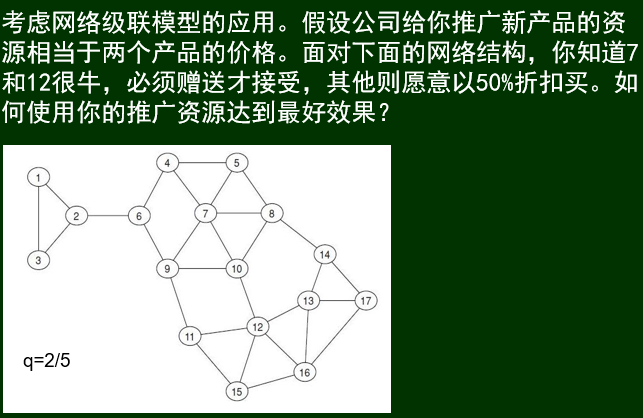 考虑网络级联模型的应用。假设公司给你推广新产品的资
源相当于两个产品的价格。面对下面的网络结构，你知道7
和12很牛，必须赠送才接受，其他则愿意以50%折扣买。如
何使用你的推广资源达到最好效果？
4 5
1
2 6 7 8
3 9 10 14
13 17
11 12
16
15
q=2/5